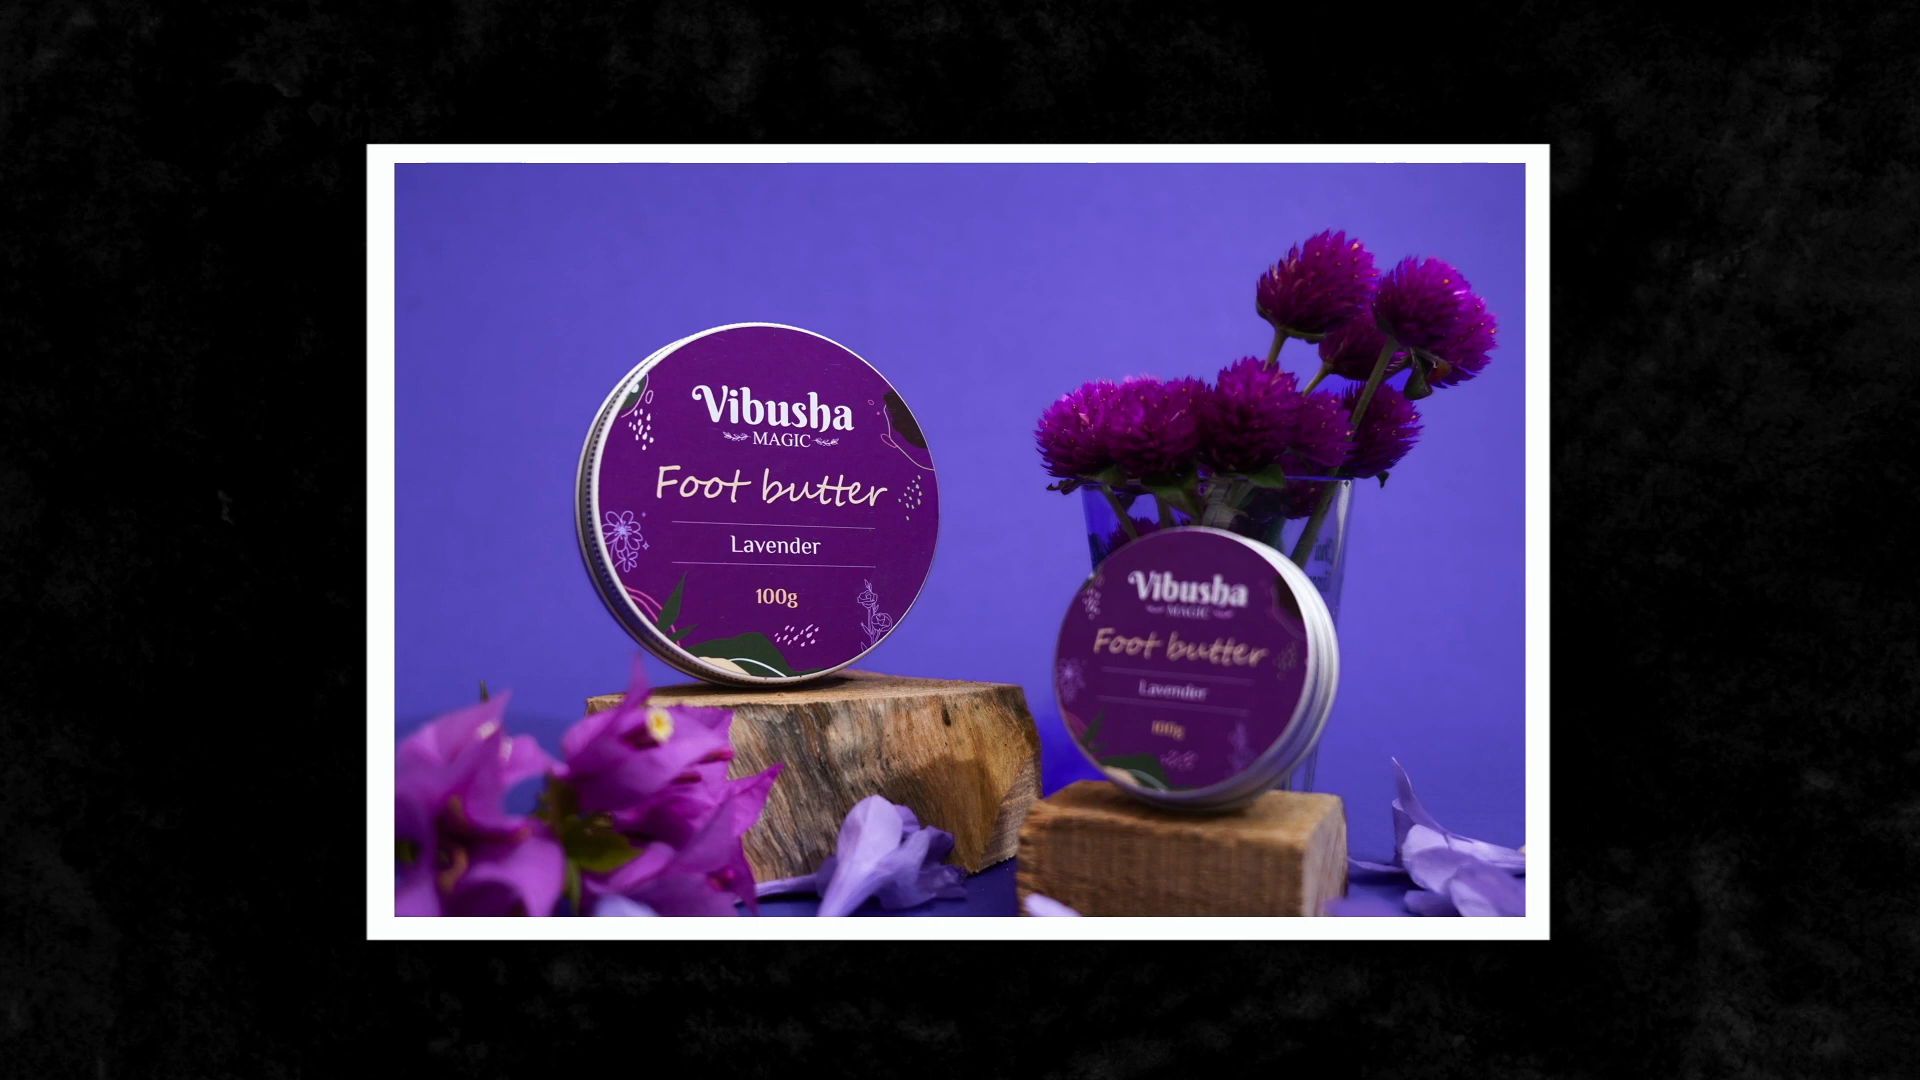 Vibusha
MAGIC
Foot butter
Lavender
100g
Vibusha
MAGIC
Foot butter
Lavender
100g